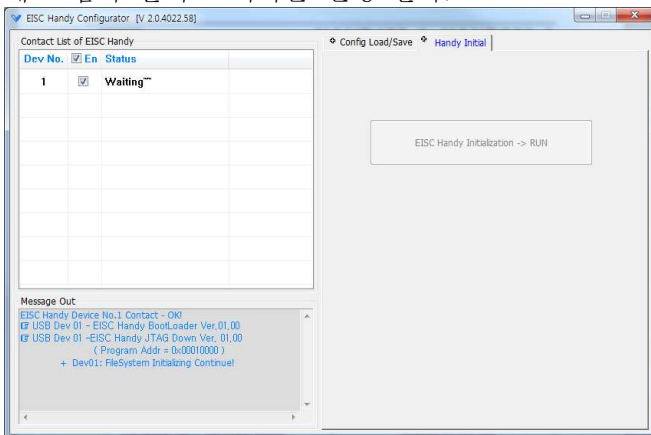 EISC Handy Configurator [V 2.0.4022.58]
Contact List of EISC Handy
Dev No. En Status
1 Waiting~~
Config Load/Save Handy Initial
EISC Handy Initialization -> RUN
Message Out
EISC Handy Device No.1 Contact - OK!
☞ USB Dev 01 - EISC Handy BootLoader Ver,01,00
☞ USB Dev 01 -EISC Handy JTAG Down Ver, 01,00
( Program Addr = 0x00010000 )
+ Dev01: FileSystem Initializing Continue!